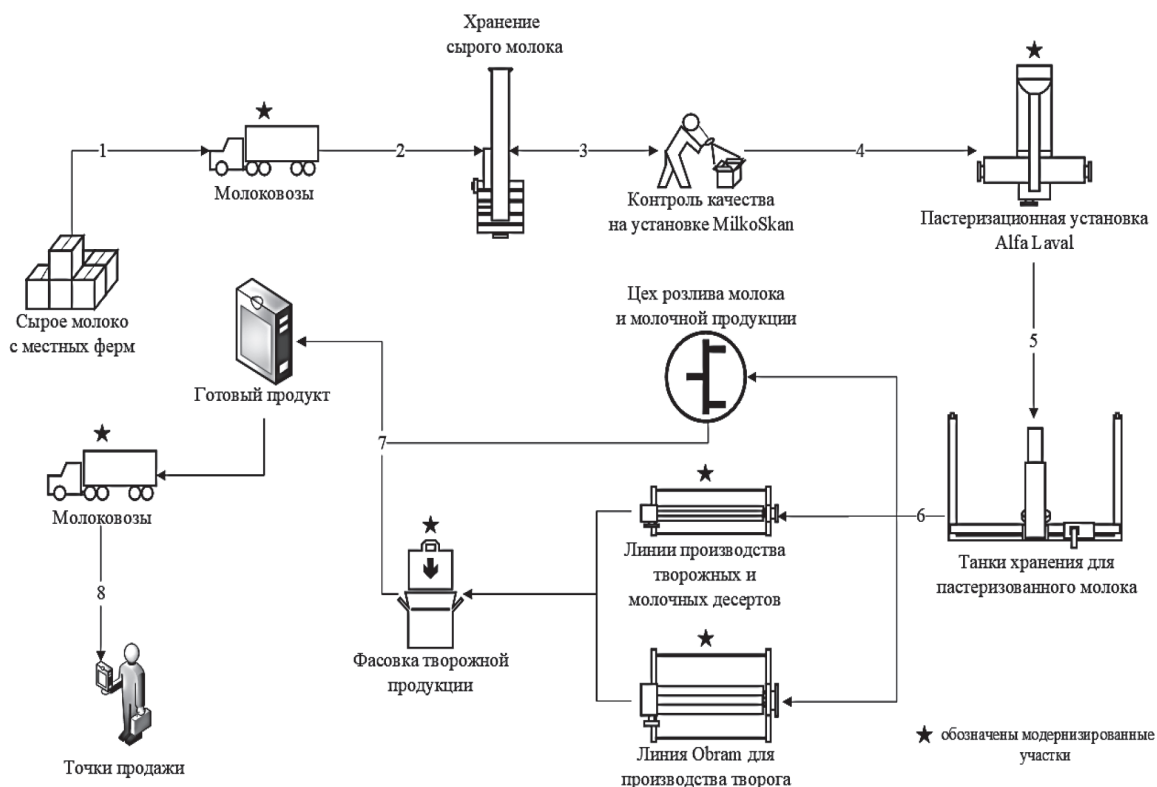 Хранение
сырого молока
1
Молоковозы
2
3
Контроль качества
на установке MilkoSkan
4
Пастеризационная установка
Alfa Laval
Сырое молоко
с местных ферм
Готовый продукт
Цех розлива молока
и молочной продукции
5
7
Молоковозы
6
Линии производства
творожных и
молочных десертов
Танки хранения для
пастеризованного молока
8
Фасовка творожной
продукции
Точки продажи
Линия Obram для
производства творога
★ обозначены модернизированные
участки